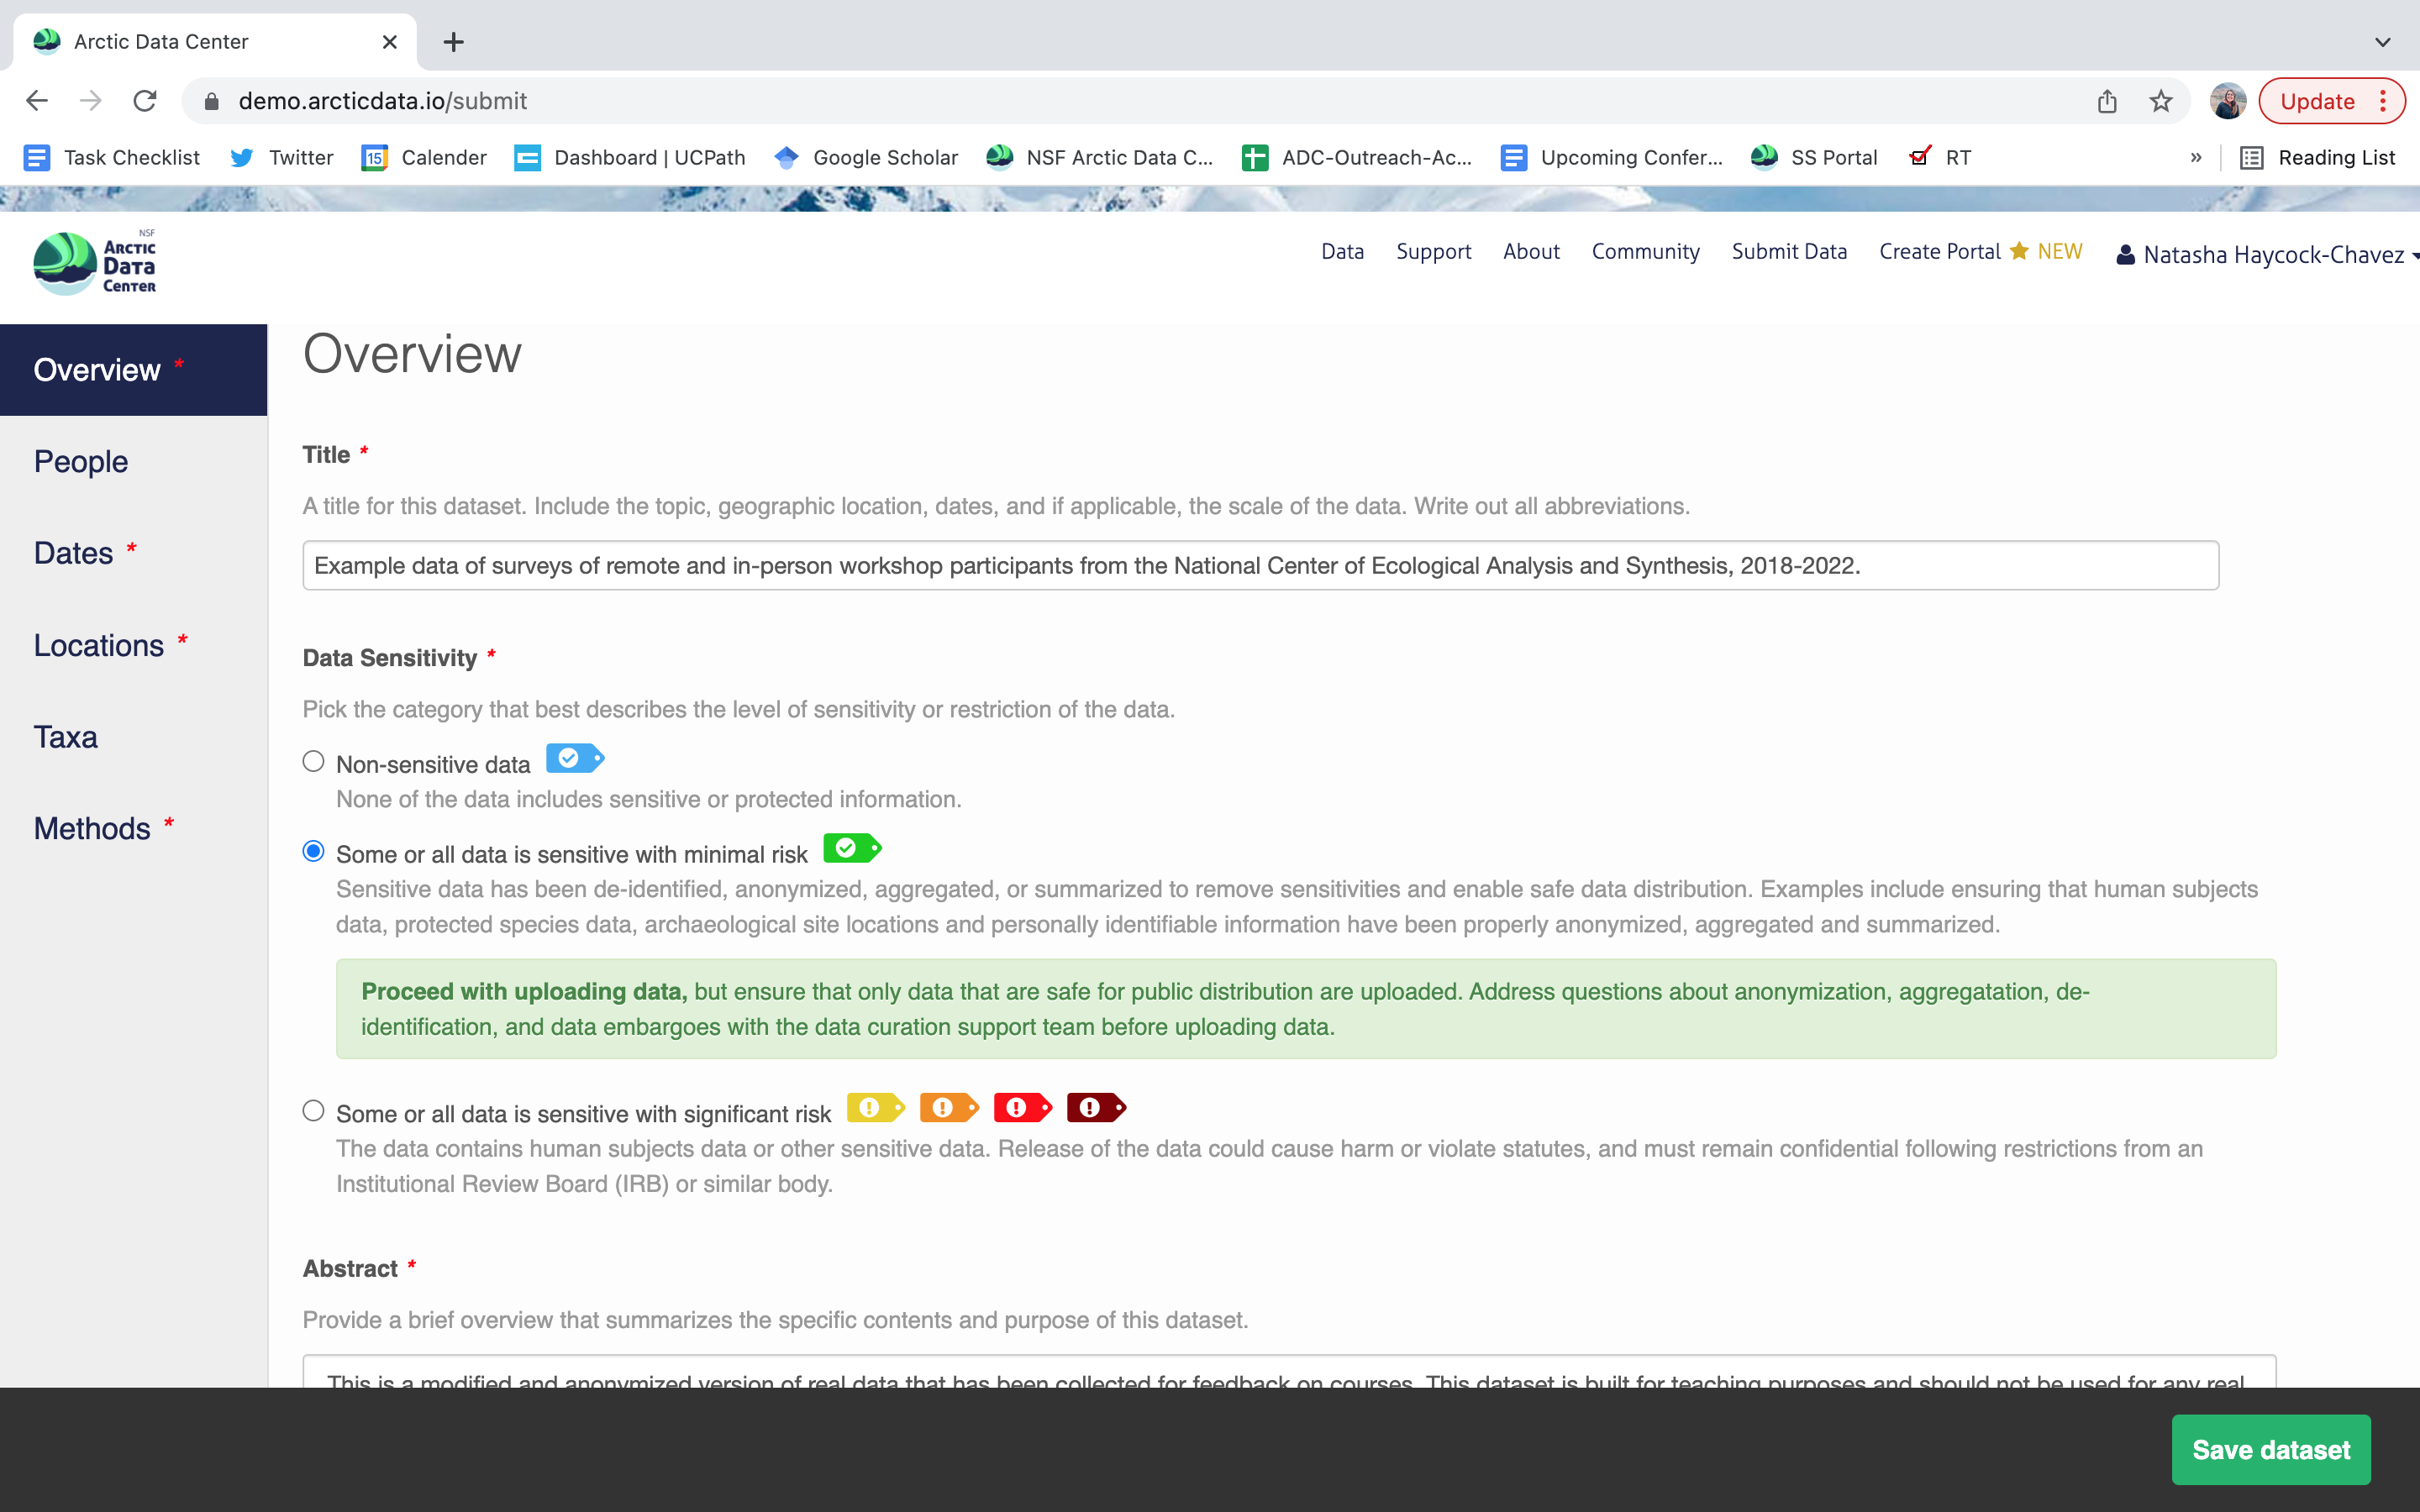 Arctic Data Center
demo.arcticdata.io/submit
Update
Task Checklist
Twitter
15
Calender
Dashboard | UCPath
Google Scholar
NSF Arctic Data C...
ADC-Outreach-Ac...
Upcoming Confer...
SS Portal
RT
»
Reading List
NSF
ARCTIC
DATA
CENTER
Data
Support
About
Community
Submit Data
Create Portal
NEW
Natasha Haycock-Chavez
Overview *
People
Dates *
Locations *
Taxa
Methods *
Overview
Title *
A title for this dataset. Include the topic, geographic location, dates, and if applicable, the scale of the data. Write out all abbreviations.
Example data of surveys of remote and in-person workshop participants from the National Center of Ecological Analysis and Synthesis, 2018-2022.
Data Sensitivity *
Pick the category that best describes the level of sensitivity or restriction of the data.
Non-sensitive data
None of the data includes sensitive or protected information.
Some or all data is sensitive with minimal risk
Sensitive data has been de-identified, anonymized, aggregated, or summarized to remove sensitivities and enable safe data distribution. Examples include ensuring that human subjects
data, protected species data, archaeological site locations and personally identifiable information have been properly anonymized, aggregated and summarized.
Proceed with uploading data, but ensure that only data that are safe for public distribution are uploaded. Address questions about anonymization, aggregatation, de-
identification, and data embargoes with the data curation support team before uploading data.
Some or all data is sensitive with significant risk
The data contains human subjects data or other sensitive data. Release of the data could cause harm or violate statutes, and must remain confidential following restrictions from an
Institutional Review Board (IRB) or similar body.
Abstract *
Provide a brief overview that summarizes the specific contents and purpose of this dataset.
This is a modified and anonymized version of real data that has been collected for feedback on courses. This dataset is built for teaching purposes and should not be used for any real
Save dataset